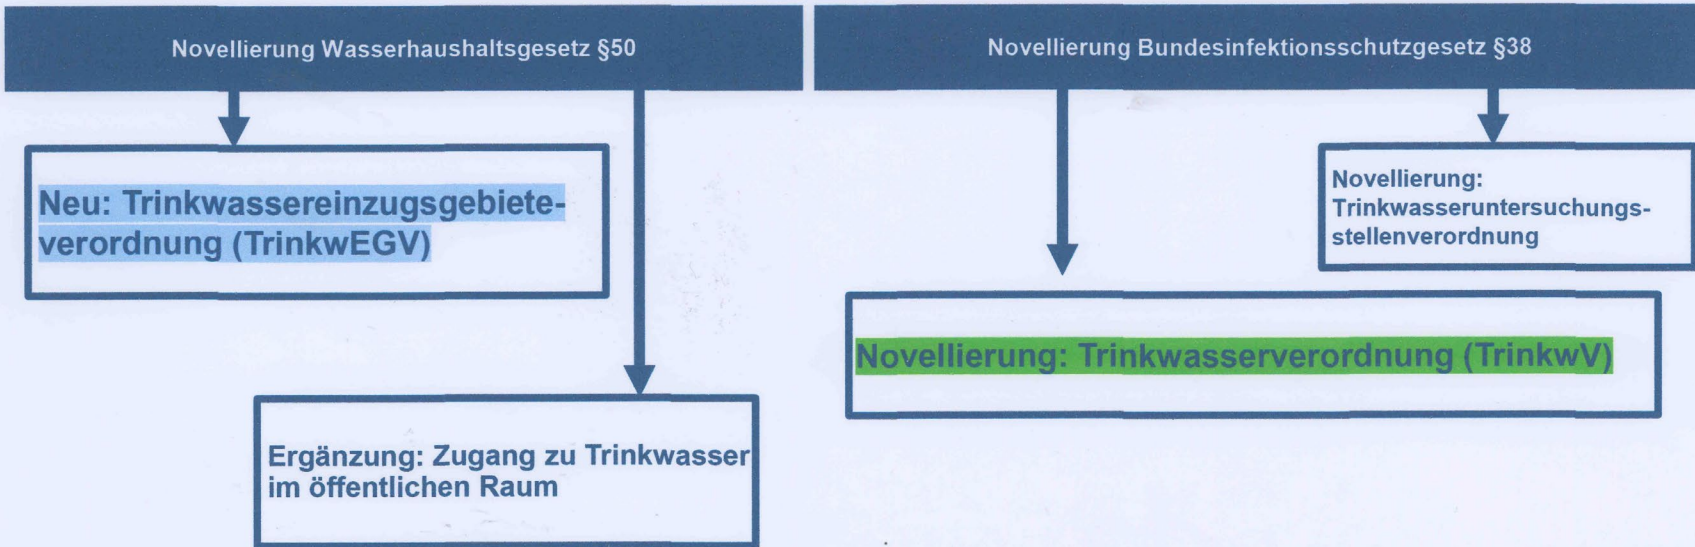 Novellierung Wasserhaushaltsgesetz §50
Neu: Trinkwassereinzugsgebiete-
verordnung (TrinkwEGV)
Ergänzung: Zugang zu Trinkwasser
im öffentlichen Raum
Novellierung Bundesinfektionsschutzgesetz §38
Novellierung:
Trinkwasseruntersuchungs-
stellenverordnung
Novellierung: Trinkwasserverordnung (TrinkwV)